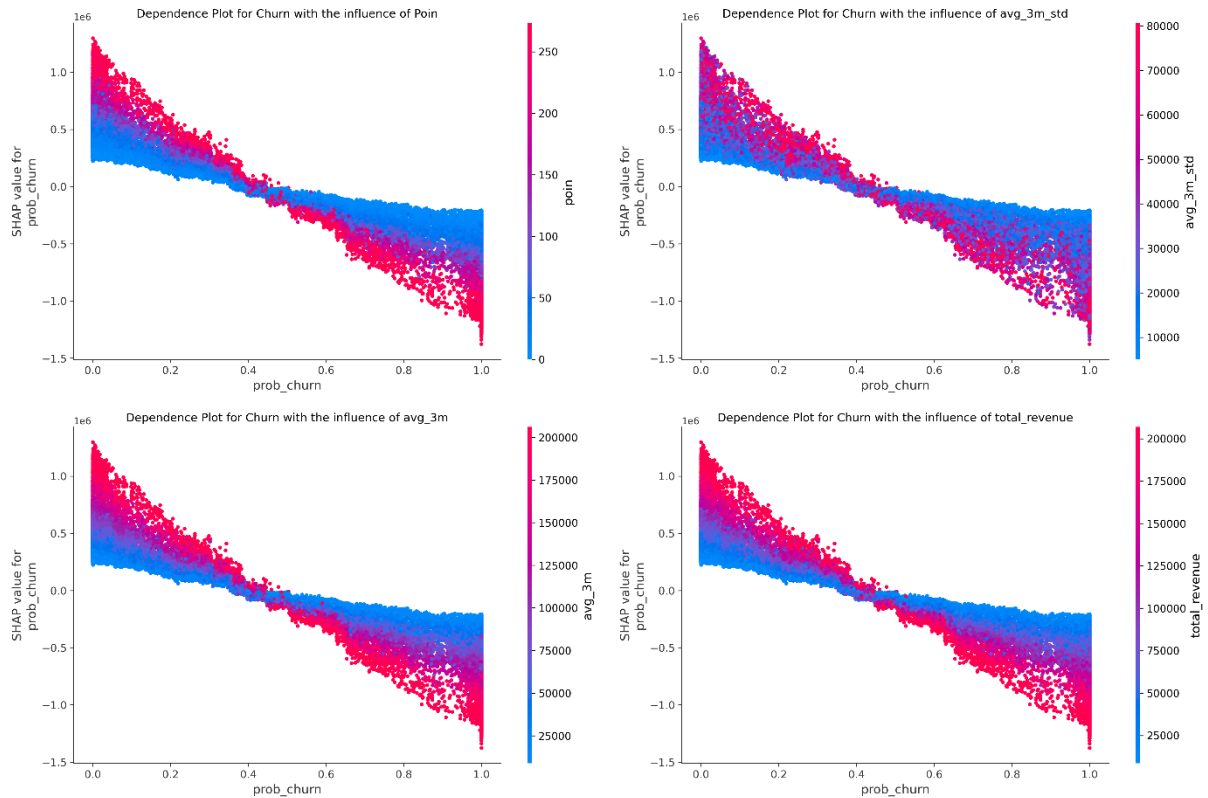 Dependence Plot for Churn with the influence of Poin
1e6
1.0
0.5
0.0
−0.5
−1.0
−1.5
SHAP value for
prob_churn
0.0 0.2 0.4 0.6 0.8 1.0
prob_churn
250
200
150
100
50
0
poin
Dependence Plot for Churn with the influence of avg_3m_std
1e6
1.0
0.5
0.0
−0.5
−1.0
−1.5
SHAP value for
prob_churn
0.0 0.2 0.4 0.6 0.8 1.0
prob_churn
80000
70000
60000
50000
40000
30000
20000
10000
avg_3m_std
Dependence Plot for Churn with the influence of avg_3m
1e6
1.0
0.5
0.0
−0.5
−1.0
−1.5
SHAP value for
prob_churn
0.0 0.2 0.4 0.6 0.8 1.0
prob_churn
200000
175000
150000
125000
100000
75000
50000
25000
avg_3m
Dependence Plot for Churn with the influence of total_revenue
1e6
1.0
0.5
0.0
−0.5
−1.0
−1.5
SHAP value for
prob_churn
0.0 0.2 0.4 0.6 0.8 1.0
prob_churn
200000
175000
150000
125000
100000
75000
50000
25000
total_revenue